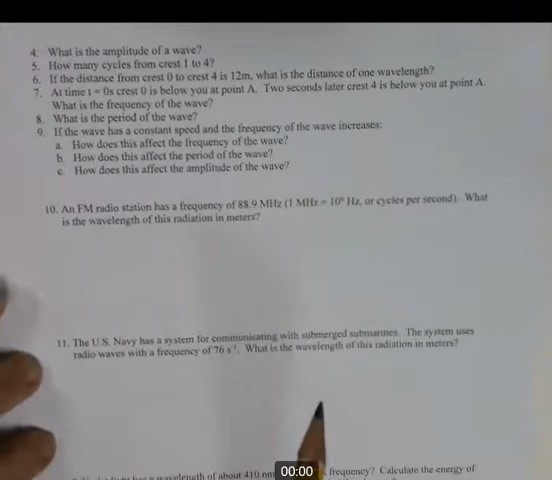 4. What is the amplitude of a wave?
5. How many cycles from crest 1 to 4?
6. If the distance from crest 0 to crest 4 is 12m, what is the distance of one wavelength?
7. At time t = 0s crest 0 is below you at point A. Two seconds later crest 4 is below you at point A.
What is the frequency of the wave?
8. What is the period of the wave?
9. If the wave has a constant speed and the frequency of the wave increases:
a. How does this affect the frequency of the wave?
b. How does this affect the period of the wave?
c. How does this affect the amplitude of the wave?
10. An FM radio station has a frequency of 88.9 MHz (1 MHz = 10⁶ Hz, or cycles per second). What
is the wavelength of this radiation in meters?
11. The U.S. Navy has a system for communicating with submerged submarines. The system uses
radio waves with a frequency of 76 s⁻¹. What is the wavelength of this radiation in meters?
wavelength of about 410 nm frequency? Calculate the energy of
00:00